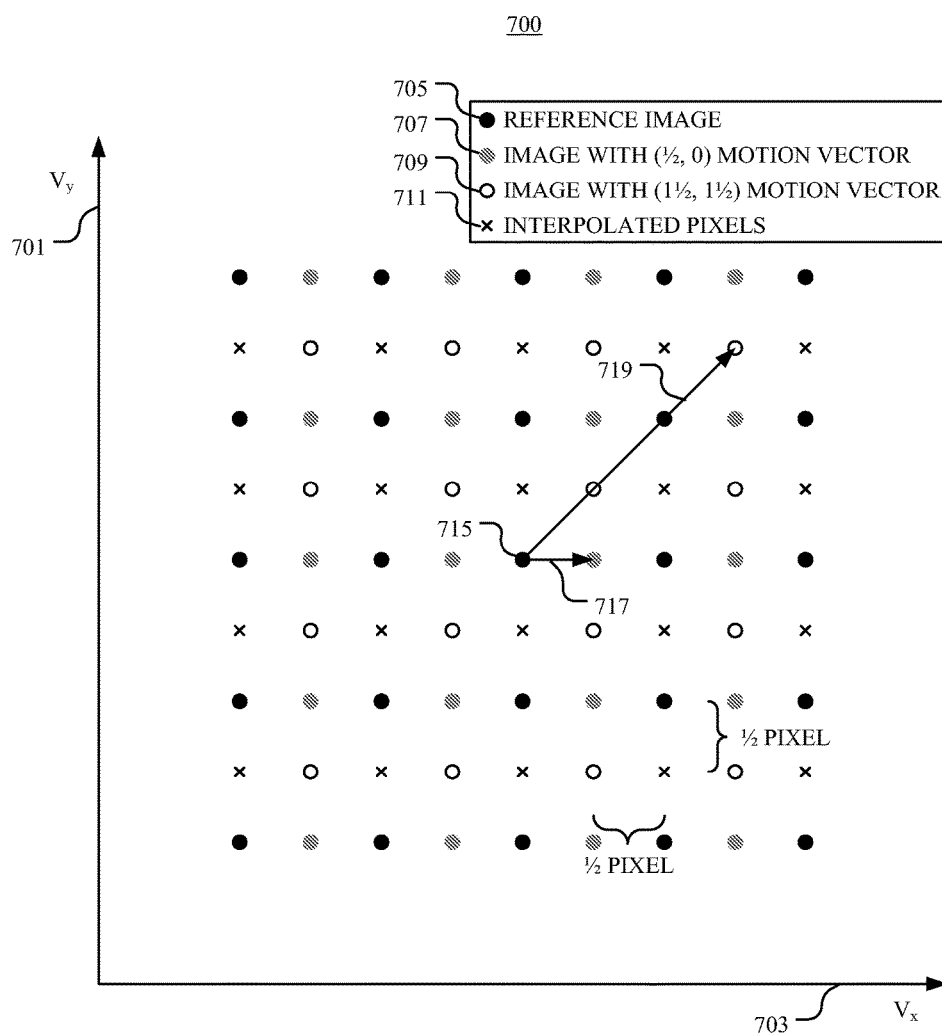 700
705
707
709
711
● REFERENCE IMAGE
IMAGE WITH (½, 0) MOTION VECTOR
IMAGE WITH (1½, 1½) MOTION VECTOR
× INTERPOLATED PIXELS
Vy
701
719
715
717
½ PIXEL
½ PIXEL
Vx
703